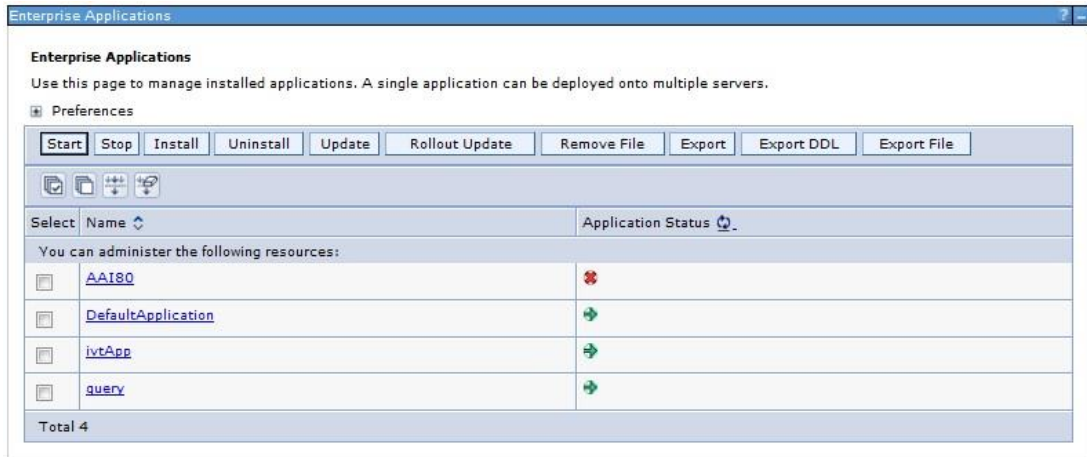 Enterprise Applications ? –
Enterprise Applications
Use this page to manage installed applications. A single application can be deployed onto multiple servers.
+ Preferences
Start Stop Install Uninstall Update Rollout Update Remove File Export Export DDL Export File
Select Name Application Status
You can administer the following resources:
AAI80
DefaultApplication
ivtApp
query
Total 4